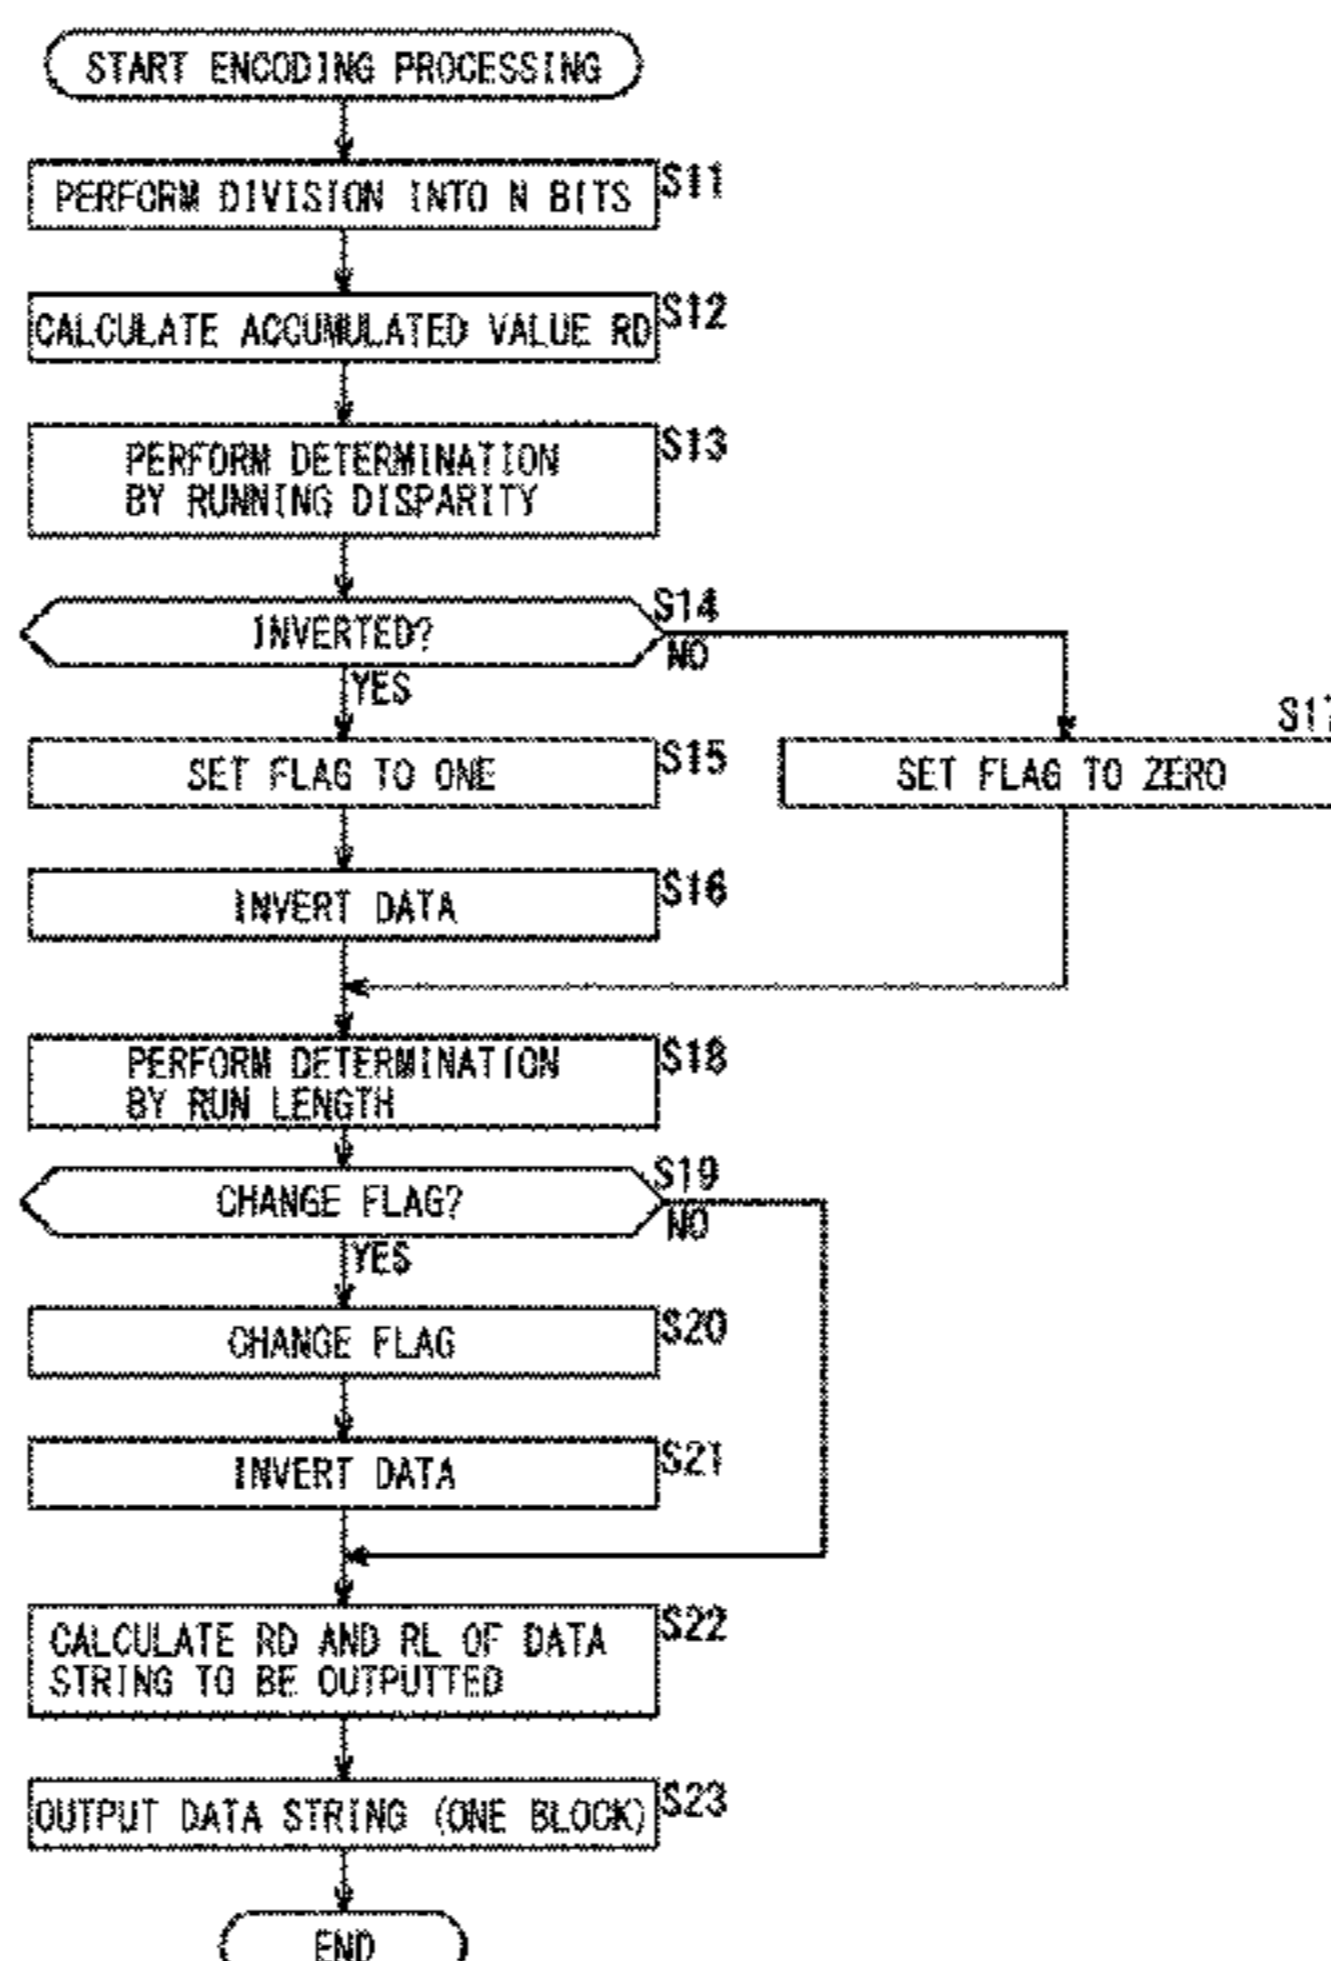 START ENCODING PROCESSING
PERFORM DIVISION INTO N BITS
S11
CALCULATE ACCUMULATED VALUE RD
S12
PERFORM DETERMINATION
BY RUNNING DISPARITY
S13
INVERTED?
S14
NO
YES
SET FLAG TO ONE
S15
SET FLAG TO ZERO
S17
INVERT DATA
S16
PERFORM DETERMINATION
BY RUN LENGTH
S18
CHANGE FLAG?
S19
NO
YES
CHANGE FLAG
S20
INVERT DATA
S21
CALCULATE RD AND RL OF DATA
STRING TO BE OUTPUTTED
S22
OUTPUT DATA STRING (ONE BLOCK)
S23
END